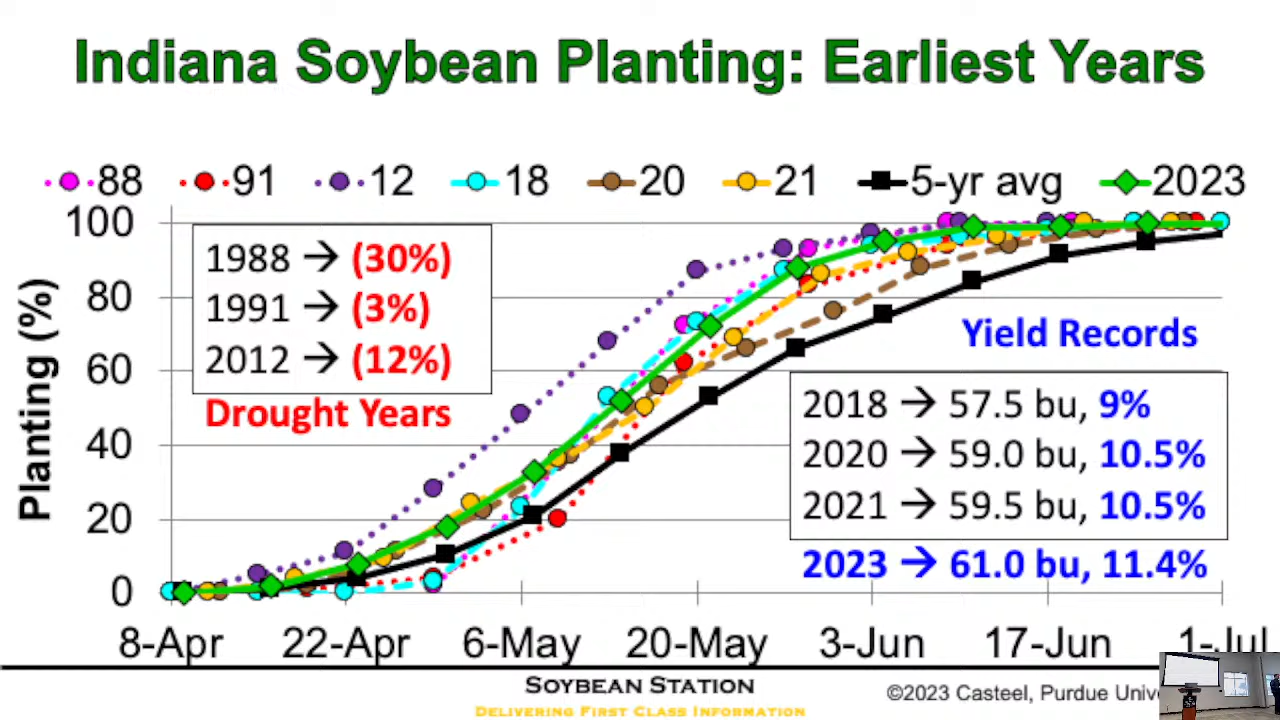 Indiana Soybean Planting: Earliest Years
88 91 12 18 20 21 5-yr avg 2023
Planting (%)
100
80
60
40
20
0
1988 → (30%)
1991 → (3%)
2012 → (12%)
Drought Years
Yield Records
2018 → 57.5 bu, 9%
2020 → 59.0 bu, 10.5%
2021 → 59.5 bu, 10.5%
2023 → 61.0 bu, 11.4%
8-Apr 22-Apr 6-May 20-May 3-Jun 17-Jun 1-Jul
SOYBEAN STATION
DELIVERING FIRST CLASS INFORMATION
©2023 Casteel, Purdue